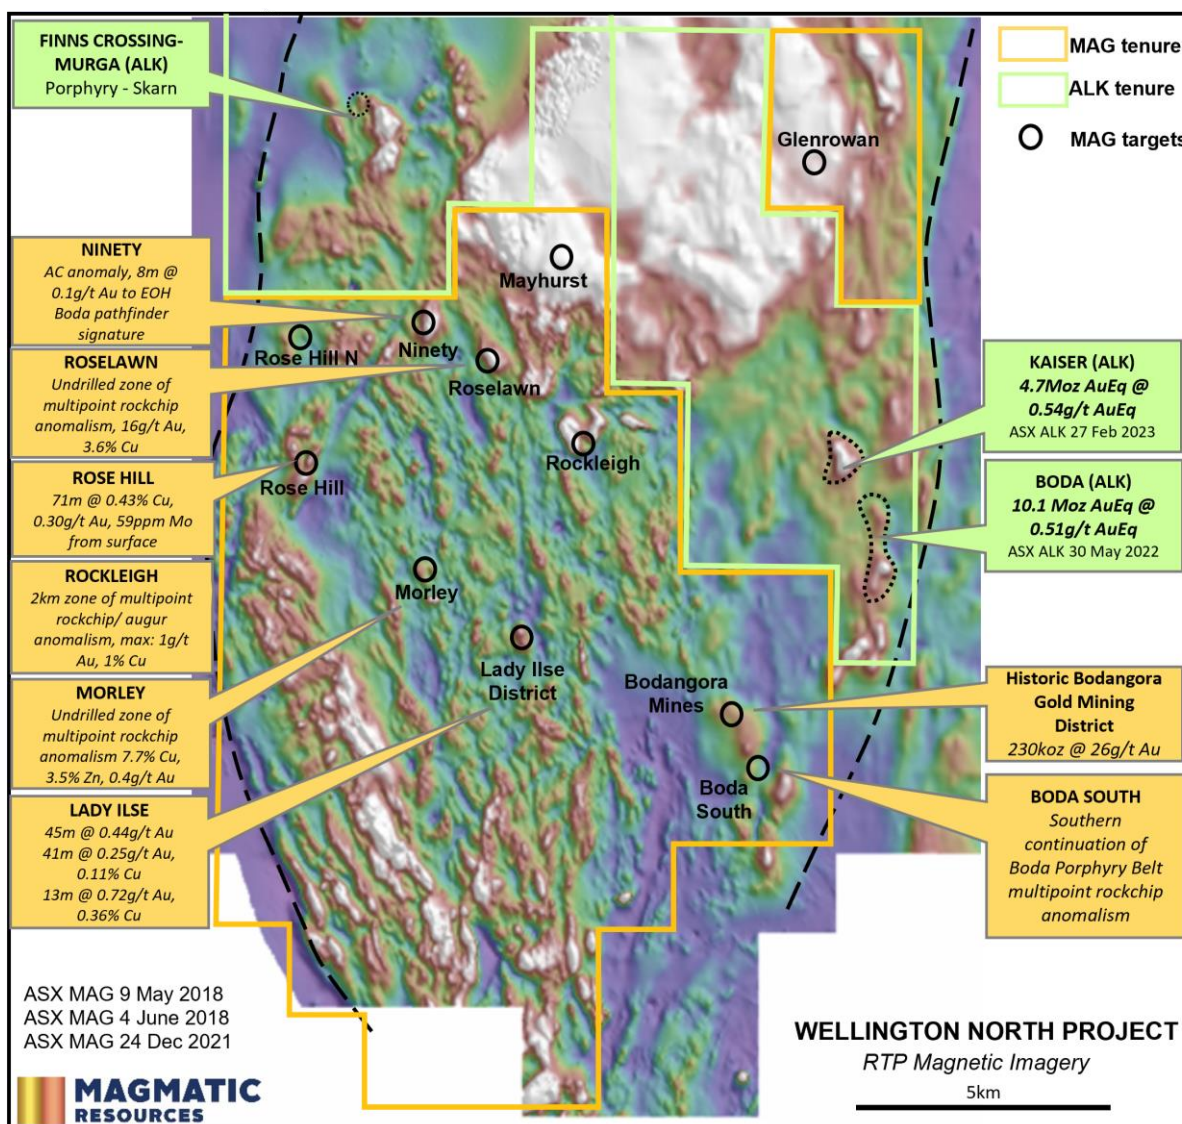 FINNS CROSSING-
MURGA (ALK)
Porphyry - Skarn
MAG tenure
ALK tenure
MAG targets
Glenrowan
Mayhurst
NINETY
AC anomaly, 8m @
0.1g/t Au to EOH
Boda pathfinder
signature
Rose Hill N
Ninety
Roselawn
ROSELAWN
Undrilled zone of
multipoint rockchip
anomalism, 16g/t Au,
3.6% Cu
KAISER (ALK)
4.7Moz AuEq @
0.54g/t AuEq
ASX ALK 27 Feb 2023
Rockleigh
Rose Hill
ROSE HILL
71m @ 0.43% Cu,
0.30g/t Au, 59ppm Mo
from surface
BODA (ALK)
10.1 Moz AuEq @
0.51g/t AuEq
ASX ALK 30 May 2022
ROCKLEIGH
2km zone of multipoint
rockchip/ augur
anomalism, max: 1g/t
Au, 1% Cu
Morley
Lady Ilse
District
MORLEY
Undrilled zone of
multipoint rockchip
anomalism 7.7% Cu,
3.5% Zn, 0.4g/t Au
Bodangora
Mines
Historic Bodangora
Gold Mining
District
230koz @ 26g/t Au
Boda
South
LADY ILSE
45m @ 0.44g/t Au
41m @ 0.25g/t Au,
0.11% Cu
13m @ 0.72g/t Au,
0.36% Cu
BODA SOUTH
Southern
continuation of
Boda Porphyry Belt
multipoint rockchip
anomalism
ASX MAG 9 May 2018
ASX MAG 4 June 2018
ASX MAG 24 Dec 2021
MAGMATIC
RESOURCES
WELLINGTON NORTH PROJECT
RTP Magnetic Imagery
5km